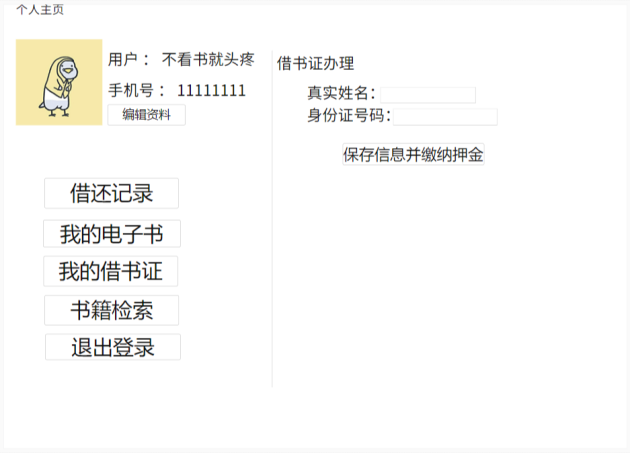 个人主页
用户： 不看书就头疼
手机号： 11111111
编辑资料
借还记录
我的电子书
我的借书证
书籍检索
退出登录
借书证办理
真实姓名：
身份证号码：
保存信息并缴纳押金